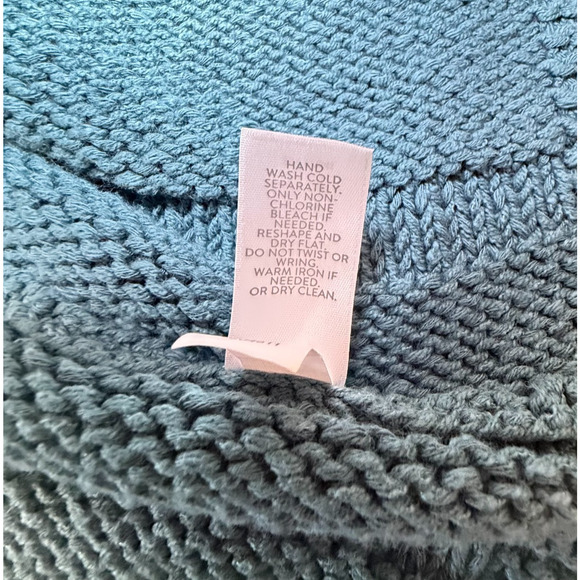 HAND
WASH COLD
SEPARATELY.
ONLY NON-
CHLORINE
BLEACH IF
NEEDED.
RESHAPE AND
DRY FLAT.
DO NOT TWIST OR
WRING.
WARM IRON IF
NEEDED.
OR DRY CLEAN.